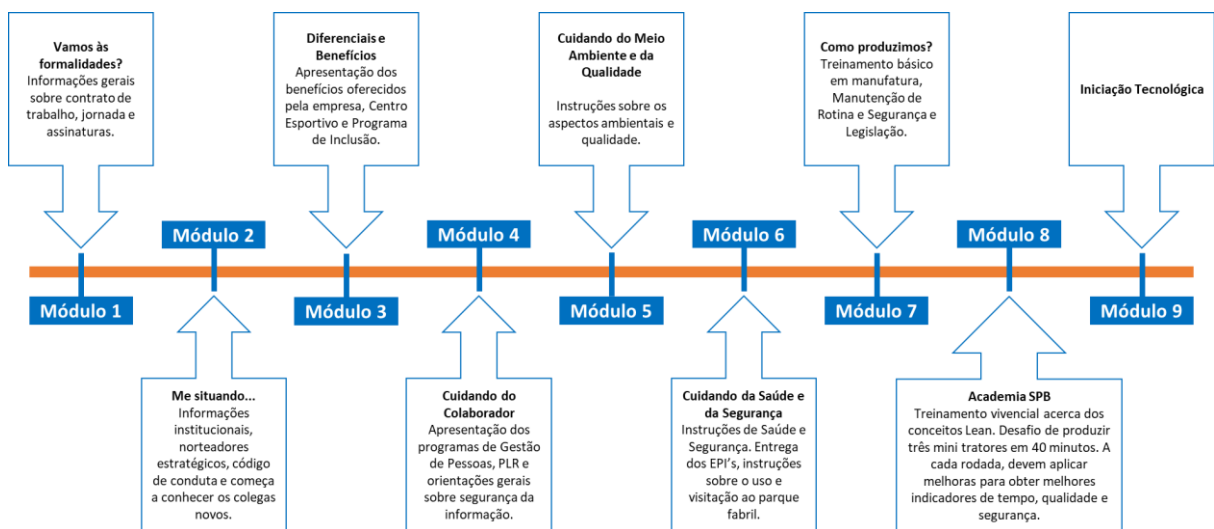 Vamos às
formalidades?
Informações gerais
sobre contrato de
trabalho, jornada e
assinaturas.
Diferenciais e
Benefícios
Apresentação dos
benefícios oferecidos
pela empresa, Centro
Esportivo e Programa
de Inclusão.
Cuidando do Meio
Ambiente e da
Qualidade
Instruções sobre os
aspectos ambientais e
qualidade.
Como produzimos?
Treinamento básico
em manufatura,
Manutenção de
Rotina e Segurança e
Legislação.
Iniciação Tecnológica
Módulo 2
Módulo 4
Módulo 6
Módulo 8
Módulo 1
Módulo 3
Módulo 5
Módulo 7
Módulo 9
Me situando...
Informações
institucionais,
norteadores
estratégicos, código
de conduta e começa
a conhecer os colegas
novos.
Cuidando do
Colaborador
Apresentação dos
programas de Gestão
de Pessoas, PLR e
orientações gerais
sobre segurança da
informação.
Cuidando da Saúde e
da Segurança
Instruções de Saúde e
Segurança. Entrega
dos EPI's, instruções
sobre o uso e
visitação ao parque
fabril.
Academia SPB
Treinamento vivencial acerca dos
conceitos Lean. Desafio de produzir
três mini tratores em 40 minutos. A
cada rodada, devem aplicar
melhoras para obter melhores
indicadores de tempo, qualidade e
segurança.